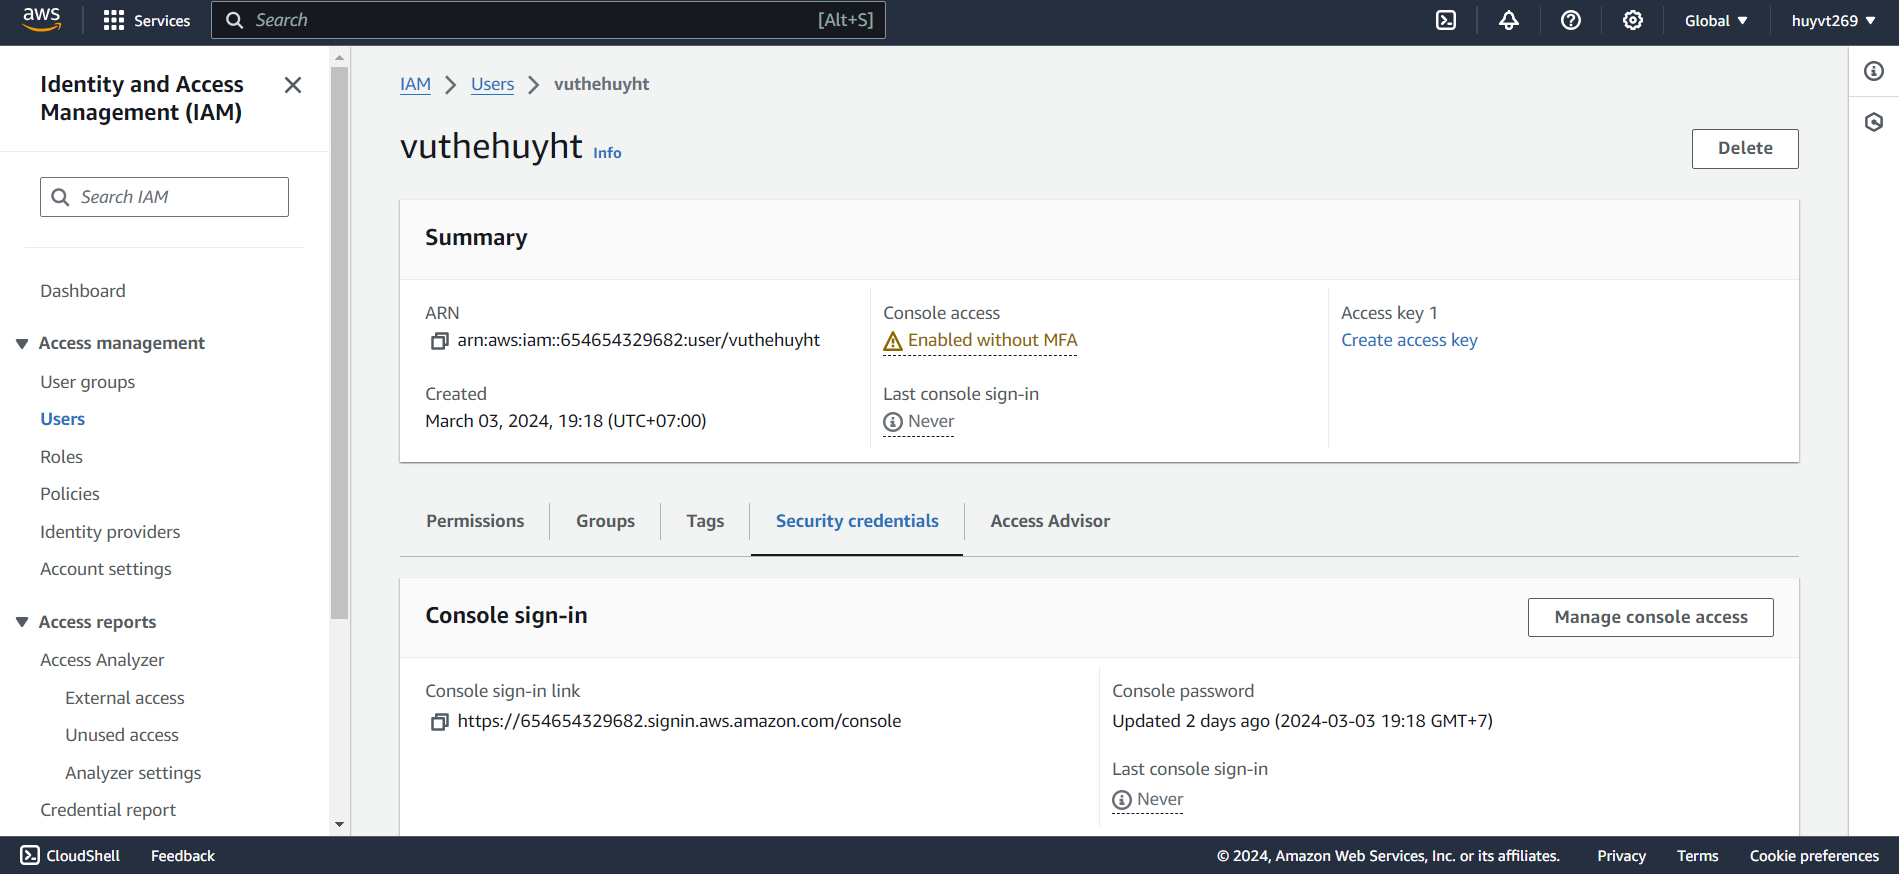 aws
Services
Search
[Alt+S]
Global
huyvt269
Identity and Access
Management (IAM)
Search IAM
Dashboard
Access management
User groups
Users
Roles
Policies
Identity providers
Account settings
Access reports
Access Analyzer
External access
Unused access
Analyzer settings
Credential report
IAM > Users > vuthehuyht
vuthehuyht Info
Delete
Summary
ARN
arn:aws:iam::654654329682:user/vuthehuyht
Created
March 03, 2024, 19:18 (UTC+07:00)
Console access
Enabled without MFA
Last console sign-in
Never
Access key 1
Create access key
Permissions
Groups
Tags
Security credentials
Access Advisor
Console sign-in
Manage console access
Console sign-in link
https://654654329682.signin.aws.amazon.com/console
Console password
Updated 2 days ago (2024-03-03 19:18 GMT+7)
Last console sign-in
Never
CloudShell
Feedback
© 2024, Amazon Web Services, Inc. or its affiliates.
Privacy
Terms
Cookie preferences